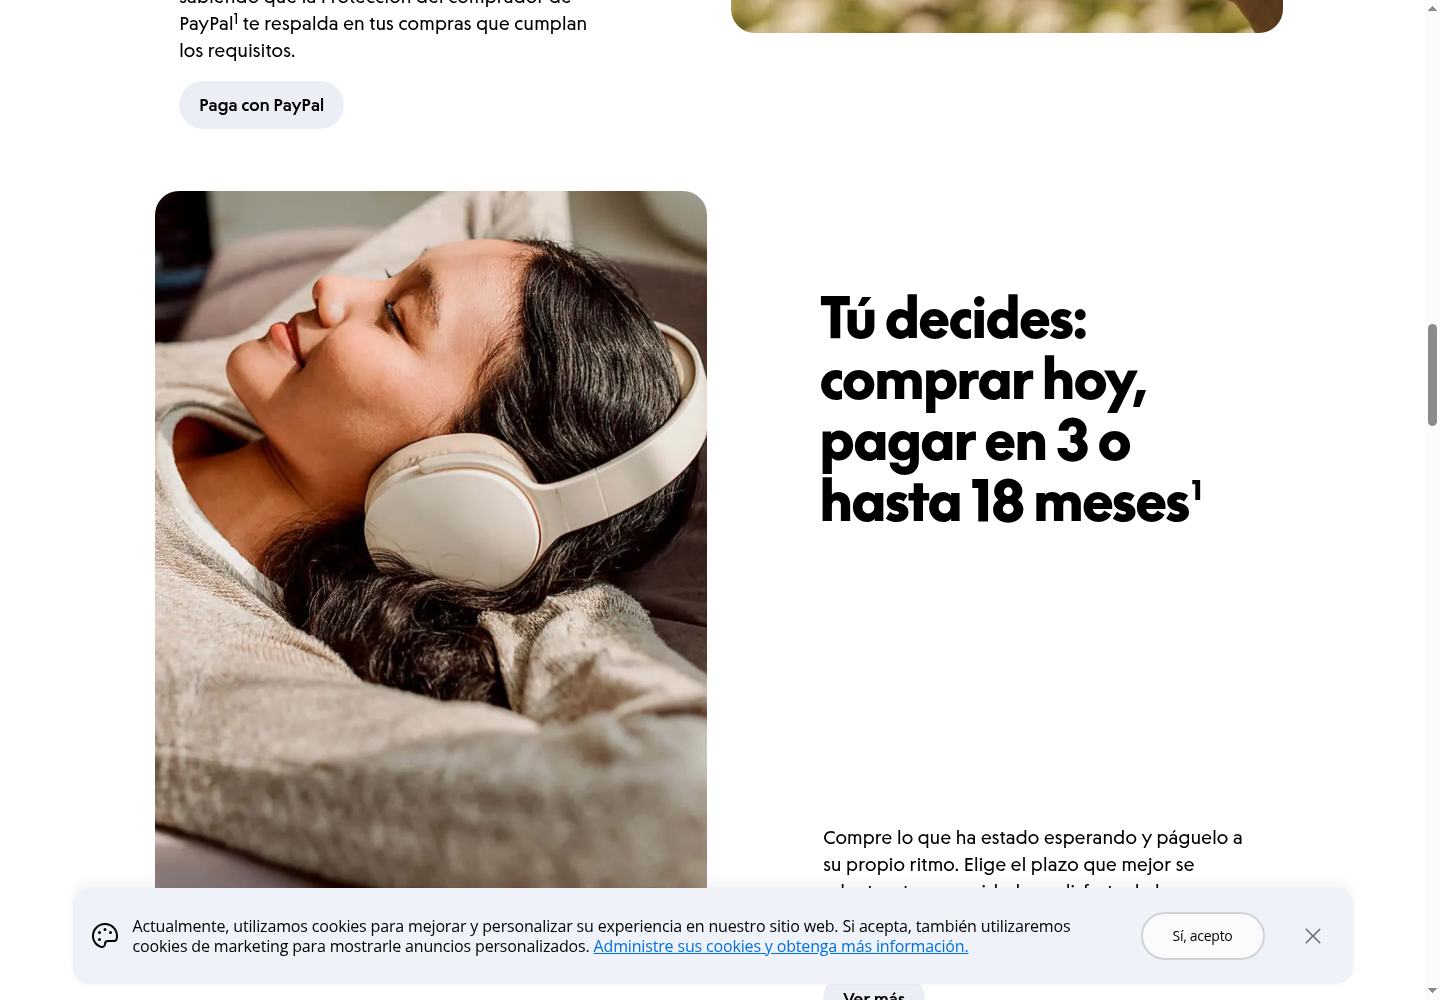 PayPal¹ te respalda en tus compras que cumplan
los requisitos.
Paga con PayPal
Tú decides:
comprar hoy,
pagar en 3 o
hasta 18 meses¹
Compre lo que ha estado esperando y páguelo a
su propio ritmo. Elige el plazo que mejor se
Actualmente, utilizamos cookies para mejorar y personalizar su experiencia en nuestro sitio web. Si acepta, también utilizaremos
cookies de marketing para mostrarle anuncios personalizados. Administre sus cookies y obtenga más información.
Sí, acepto
Ver más